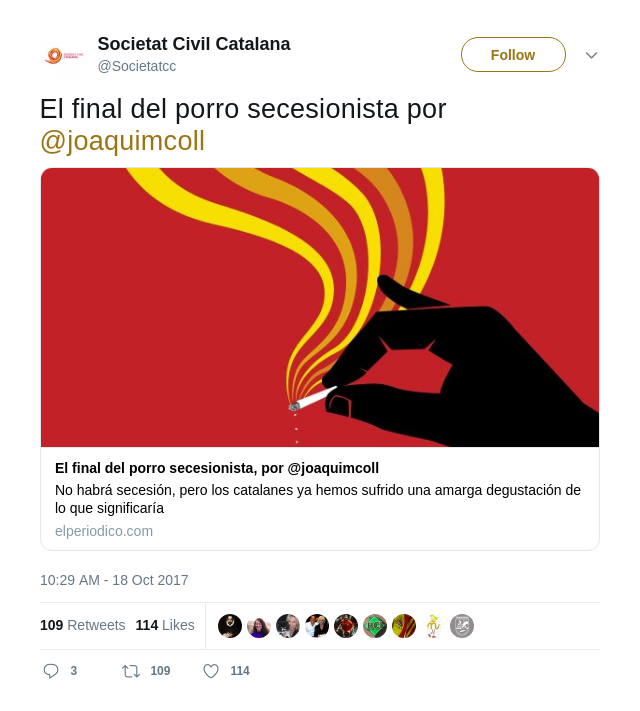 Societat Civil Catalana
@Societatcc
Follow
El final del porro secesionista por
@joaquimcoll
El final del porro secesionista, por @joaquimcoll
No habrá secesión, pero los catalanes ya hemos sufrido una amarga degustación de
lo que significaría
elperiodico.com
10:29 AM - 18 Oct 2017
109 Retweets 114 Likes
3 109 114